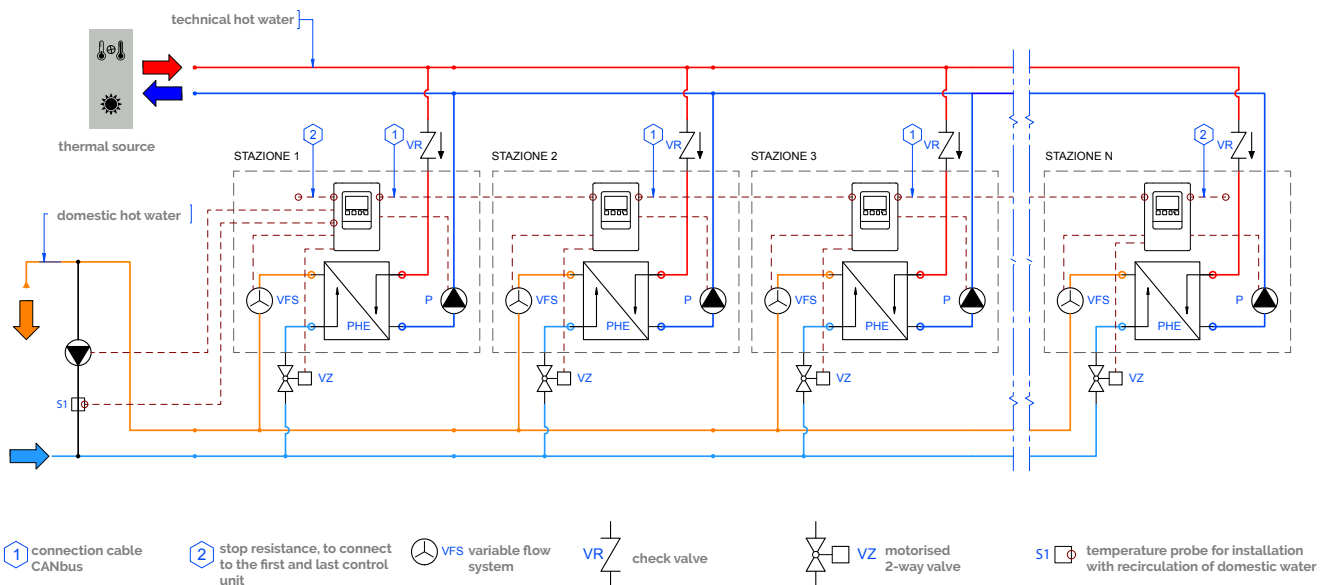 technical hot water
thermal source
2
1
VR
1
VR
1
VR
2
VR
STAZIONE 1
STAZIONE 2
STAZIONE 3
STAZIONE N
domestic hot water
VFS
PHE
P
VFS
PHE
P
VFS
PHE
P
VFS
PHE
P
VZ
VZ
VZ
VZ
S1
1 connection cable
CANbus
2 stop resistance, to connect
to the first and last control
unit
VFS variable flow
system
VR check valve
VZ motorised
2-way valve
S1 temperature probe for installation
with recirculation of domestic water